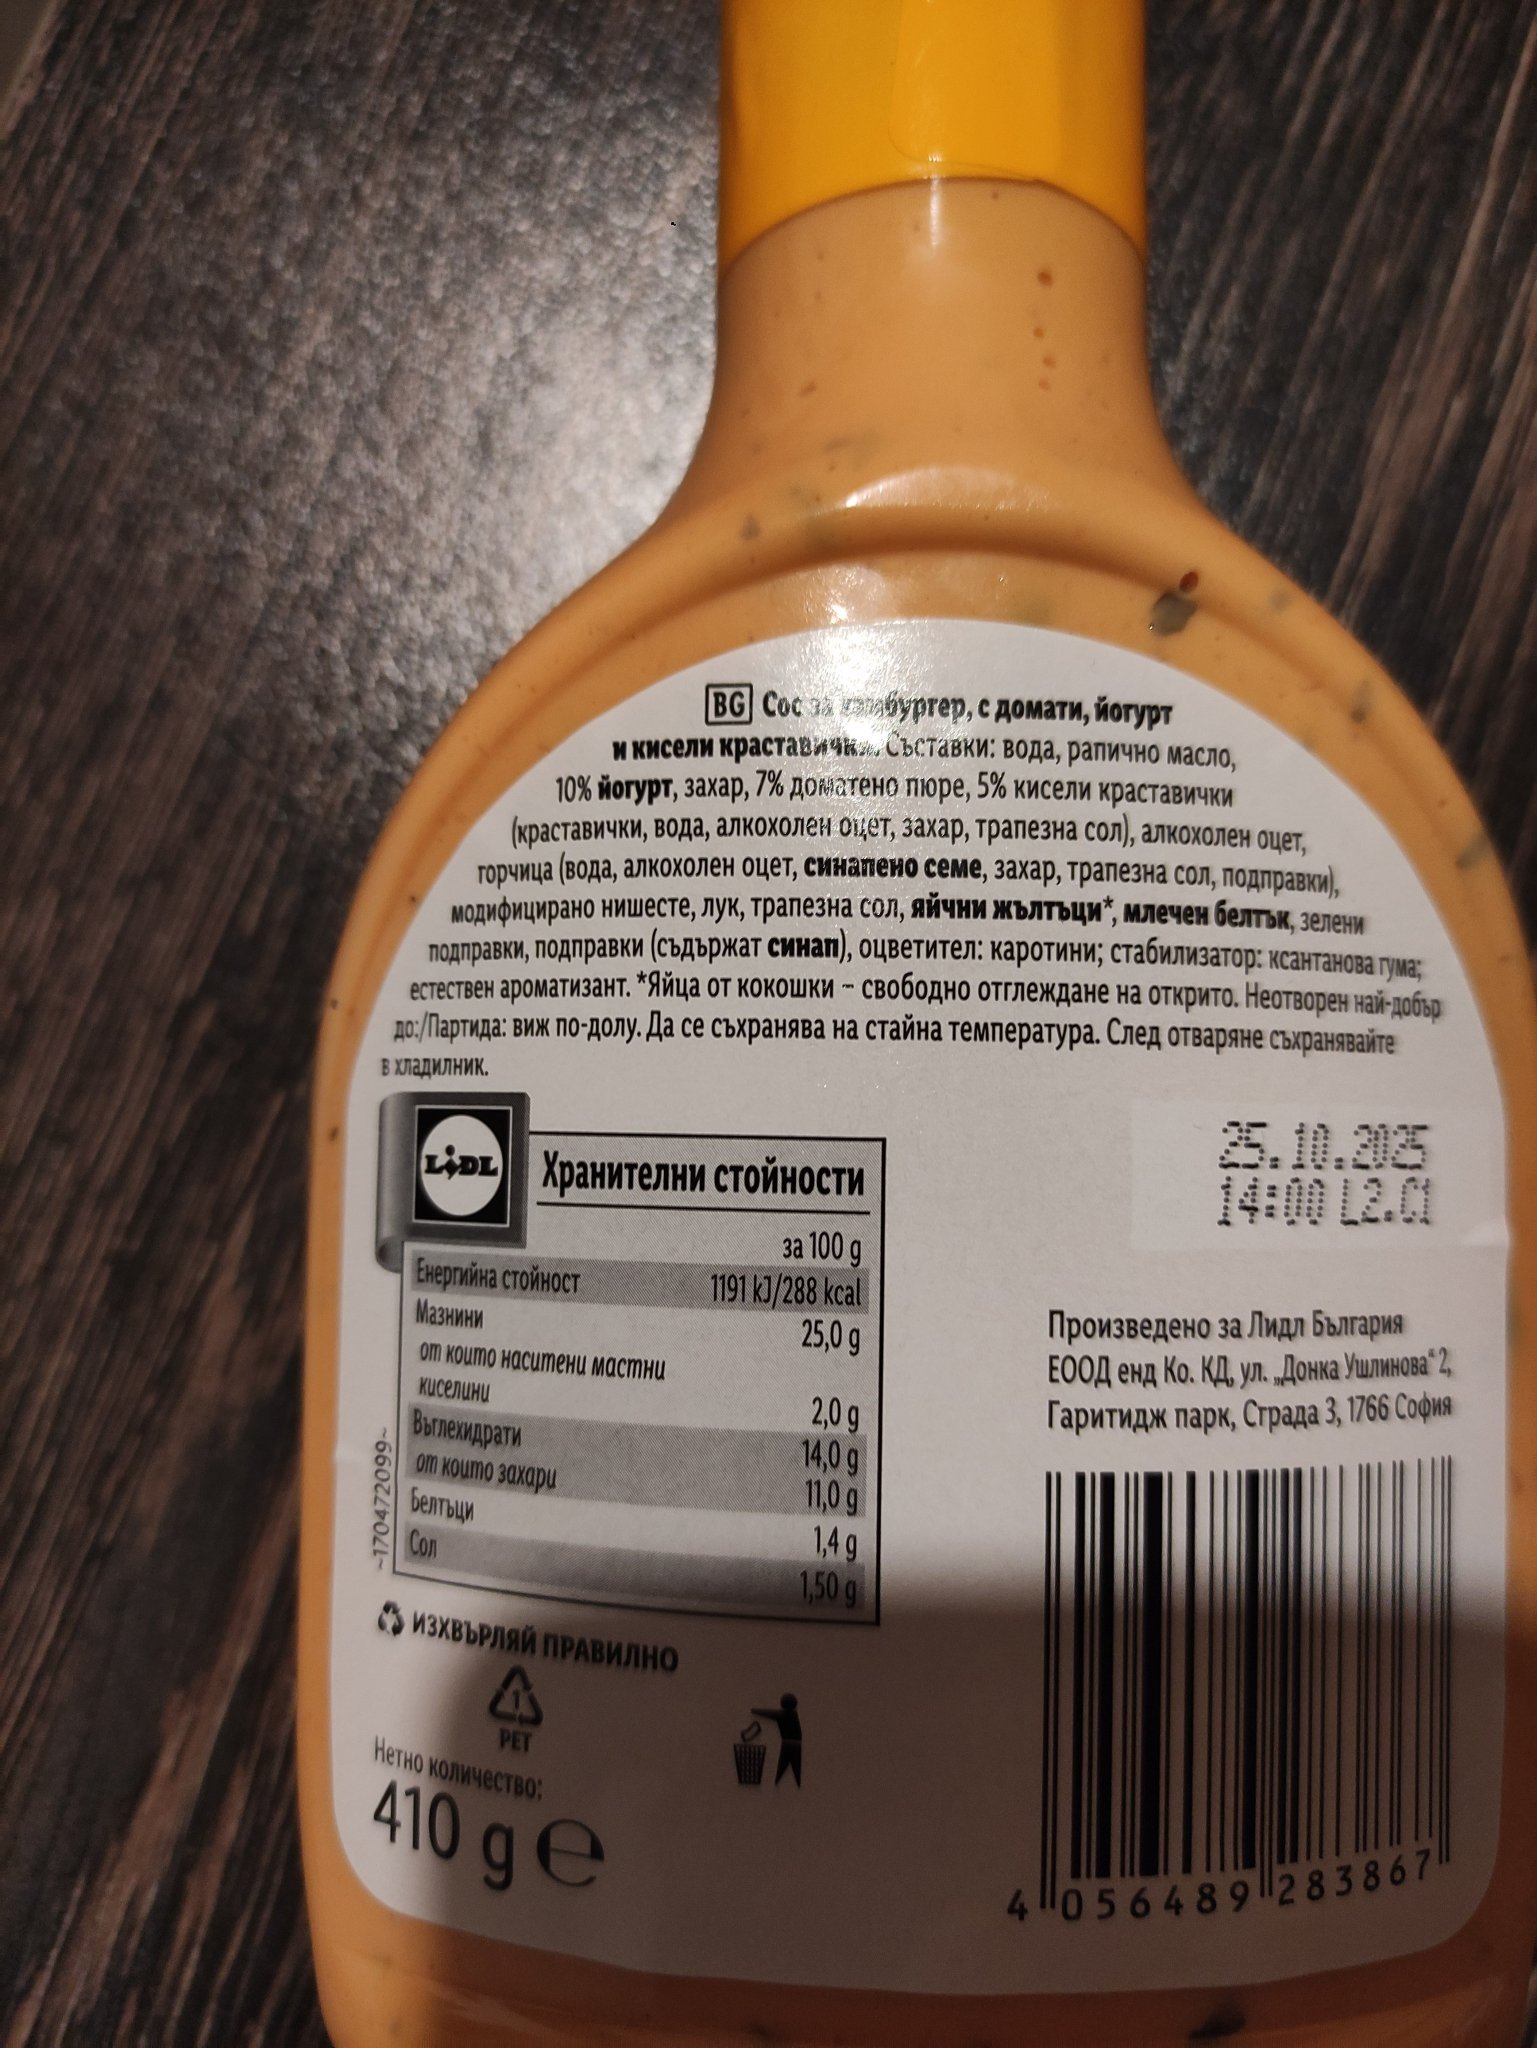 BG Сос за хамбургер, с домати, йогурт
и кисели краставички. Съставки: вода, рапично масло,
10% йогурт, захар, 7% доматено пюре, 5% кисели краставички
(краставички, вода, алкохолен оцет, захар, трапезна сол), алкохолен оцет,
горчица (вода, алкохолен оцет, синапено семе, захар, трапезна сол, подправки),
модифицирано нишесте, лук, трапезна сол, яйчни жълтъци*, млечен белтък, зелени
подправки, подправки (съдържат синап), оцветител: каротини; стабилизатор: ксантанова гума;
естествен ароматизант. *Яйца от кокошки – свободно отглеждане на открито. Неотворен най-добър
до:/Партида: виж по-долу. Да се съхранява на стайна температура. След отваряне съхранявайте
в хладилник.
LIDL
Хранителни стойности
за 100 g
Енергийна стойност 1191 kJ/288 kcal
Мазнини 25,0 g
от които наситени мастни
киселини 2,0 g
Въглехидрати 14,0 g
от които захари 11,0 g
Белтъци 1,4 g
Сол 1,50 g
~170472099~
25.10.2025
14:00 L2.C1
Произведено за Лидл България
ЕООД енд Ко. КД, ул. „Донка Ушлинова“ 2,
Гаритидж парк, Сграда 3, 1766 София
ИЗХВЪРЛЯЙ ПРАВИЛНО
1
PET
Нетно количество:
410 g e
4 056489 283867